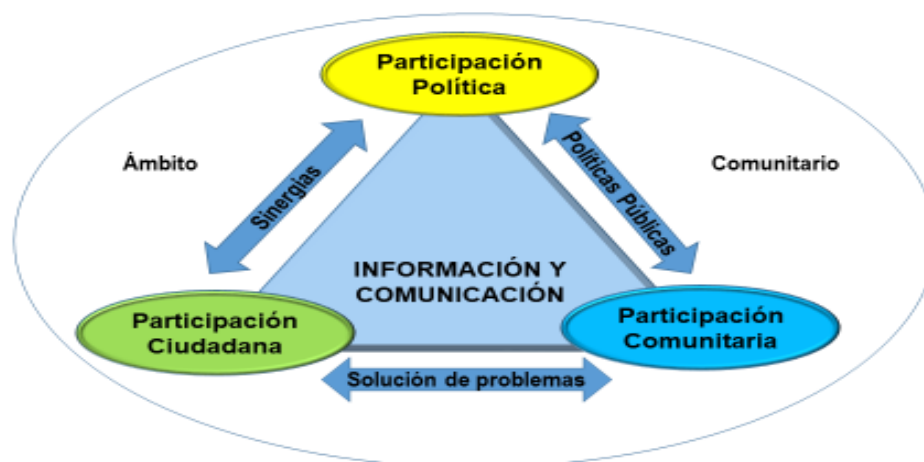 Participación
Política
Ámbito
Comunitario
Sinergias
Políticas Públicas
INFORMACIÓN Y
COMUNICACIÓN
Participación
Ciudadana
Participación
Comunitaria
Solución de problemas